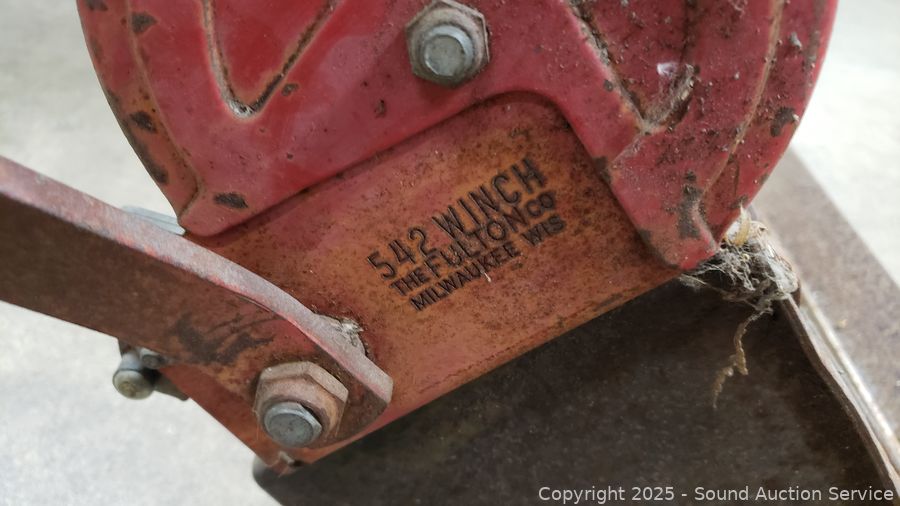 542 WINCH
THE FULTON CO
MILWAUKEE WIS
Copyright © 2025 - Sound Auction Service